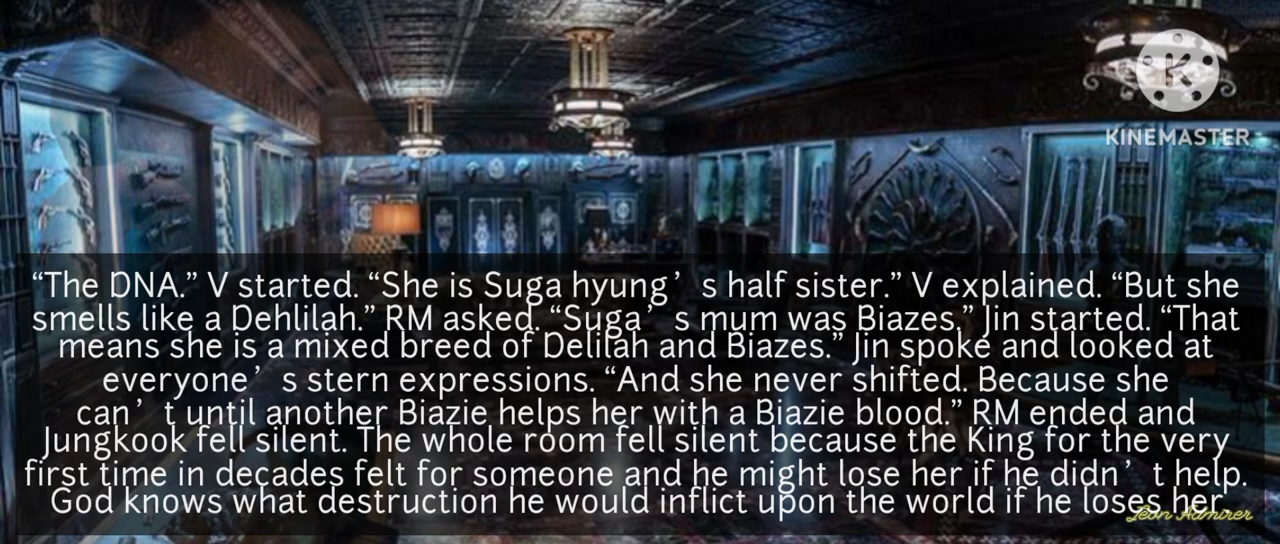 KINEMASTER
“The DNA.” V started. “She is Suga hyung’s half sister.” V explained. “But she
smells like a Dehlilah.” RM asked. “Suga’s mum was Biazes.” Jin started. “That
means she is a mixed breed of Delilah and Biazes.” Jin spoke and looked at
everyone’s stern expressions. “And she never shifted. Because she
can’t until another Biazie helps her with a Biazie blood.” RM ended and
Jungkook fell silent. The whole room fell silent because the King for the very
first time in decades felt for someone and he might lose her if he didn’t help.
God knows what destruction he would inflict upon the world if he loses her.
Leon Admirer